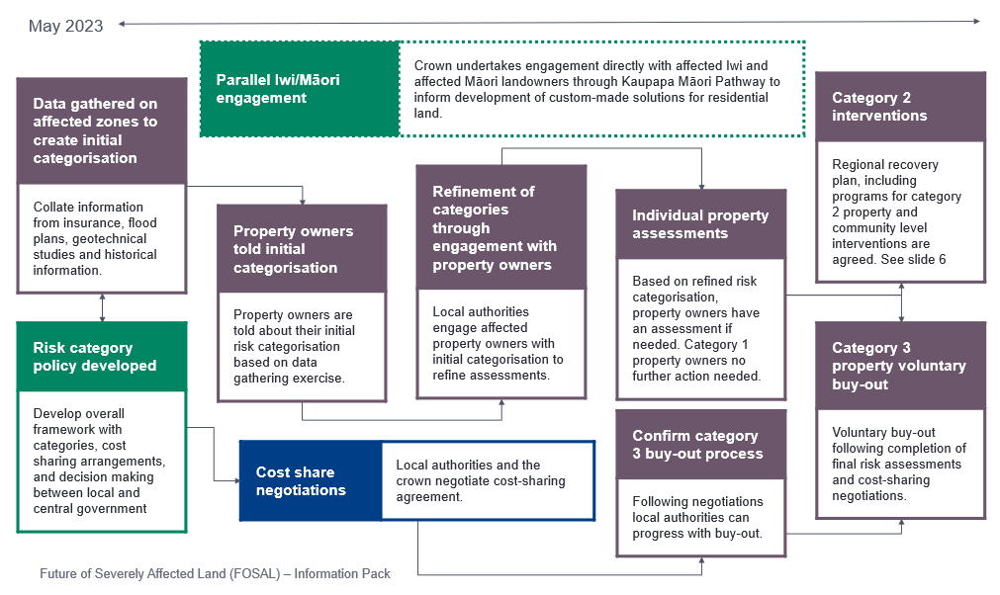 May 2023
Parallel Iwi/Māori
engagement
Crown undertakes engagement directly with affected Iwi and
affected Māori landowners through Kaupapa Māori Pathway to
inform development of custom-made solutions for residential
land.
Data gathered on
affected zones to
create initial
categorisation
Collate information
from insurance, flood
plans, geotechnical
studies and historical
information.
Risk category
policy developed
Develop overall
framework with
categories, cost
sharing arrangements,
and decision making
between local and
central government
Property owners
told initial
categorisation
Property owners are
told about their initial
risk categorisation
based on data
gathering exercise.
Cost share
negotiations
Local authorities and the
crown negotiate cost-sharing
agreement.
Refinement of
categories
through
engagement with
property owners
Local authorities
engage affected
property owners with
initial categorisation to
refine assessments.
Individual property
assessments
Based on refined risk
categorisation,
property owners have
an assessment if
needed. Category 1
property owners no
further action needed.
Confirm category
3 buy-out process
Following negotiations
local authorities can
progress with buy-out.
Category 2
interventions
Regional recovery
plan, including
programs for category
2 property and
community level
interventions are
agreed. See slide 6
Category 3
property voluntary
buy-out
Voluntary buy-out
following completion of
final risk assessments
and cost-sharing
negotiations.
Future of Severely Affected Land (FOSAL) – Information Pack